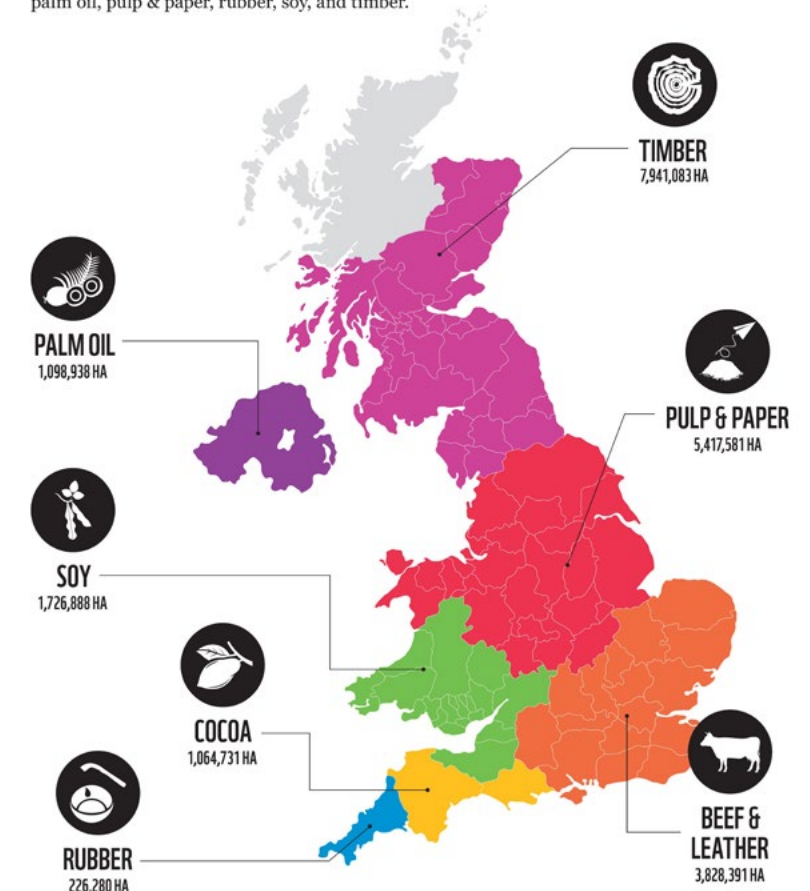 palm oil, pulp & paper, rubber, soy, and timber.
TIMBER
7,941,083 HA
PALM OIL
1,098,938 HA
PULP & PAPER
5,417,581 HA
SOY
1,726,888 HA
COCOA
1,064,731 HA
BEEF &
LEATHER
3,828,391 HA
RUBBER
226,280 HA